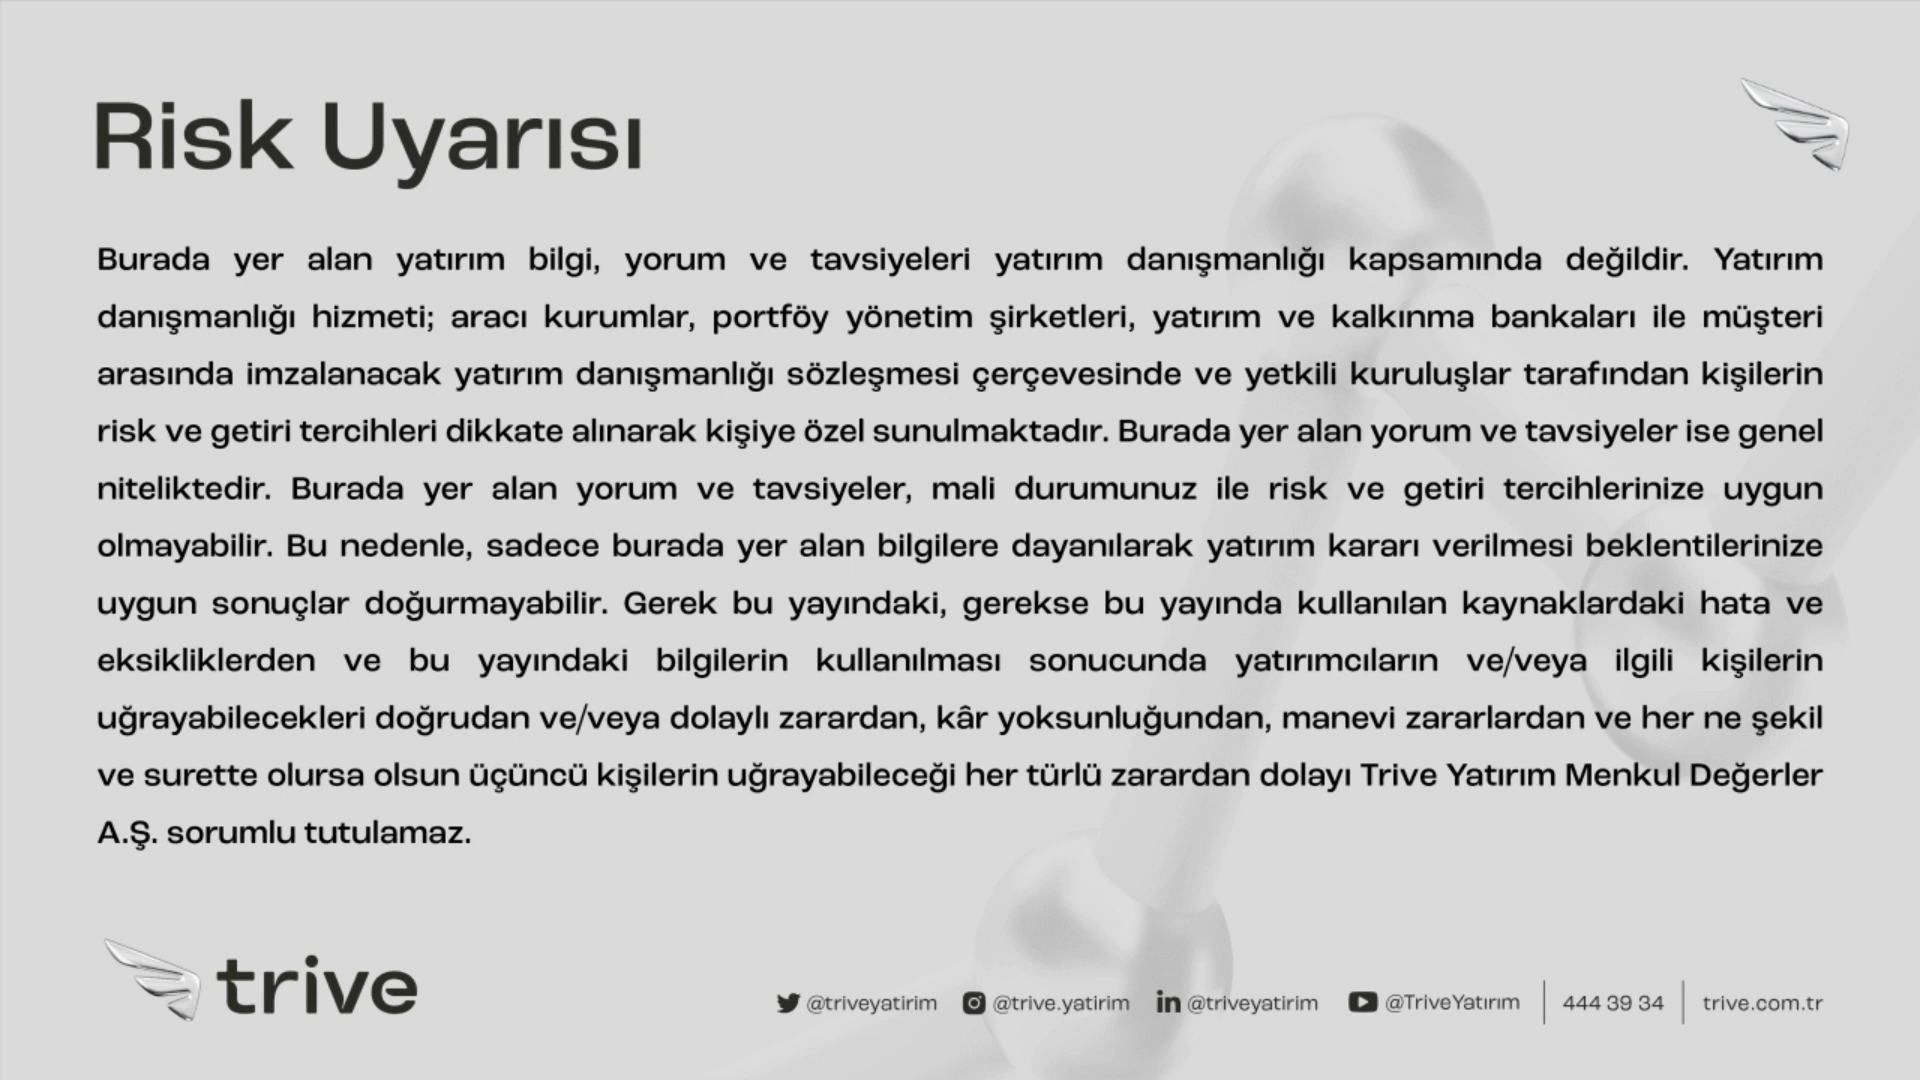 Risk Uyarısı
Burada yer alan yatırım bilgi, yorum ve tavsiyeleri yatırım danışmanlığı kapsamında değildir. Yatırım
danışmanlığı hizmeti; aracı kurumlar, portföy yönetim şirketleri, yatırım ve kalkınma bankaları ile müşteri
arasında imzalanacak yatırım danışmanlığı sözleşmesi çerçevesinde ve yetkili kuruluşlar tarafından kişilerin
risk ve getiri tercihleri dikkate alınarak kişiye özel sunulmaktadır. Burada yer alan yorum ve tavsiyeler ise genel
niteliktedir. Burada yer alan yorum ve tavsiyeler, mali durumunuz ile risk ve getiri tercihlerinize uygun
olmayabilir. Bu nedenle, sadece burada yer alan bilgilere dayanılarak yatırım kararı verilmesi beklentilerinize
uygun sonuçlar doğurmayabilir. Gerek bu yayındaki, gerekse bu yayında kullanılan kaynaklardaki hata ve
eksikliklerden ve bu yayındaki bilgilerin kullanılması sonucunda yatırımcıların ve/veya ilgili kişilerin
uğrayabilecekleri doğrudan ve/veya dolaylı zarardan, kâr yoksunluğundan, manevi zararlardan ve her ne şekil
ve surette olursa olsun üçüncü kişilerin uğrayabileceği her türlü zarardan dolayı Trive Yatırım Menkul Değerler
A.Ş. sorumlu tutulamaz.
trive
@triveyatirim @trive.yatirim in @triveyatirim @TriveYatırım 444 39 34 trive.com.tr